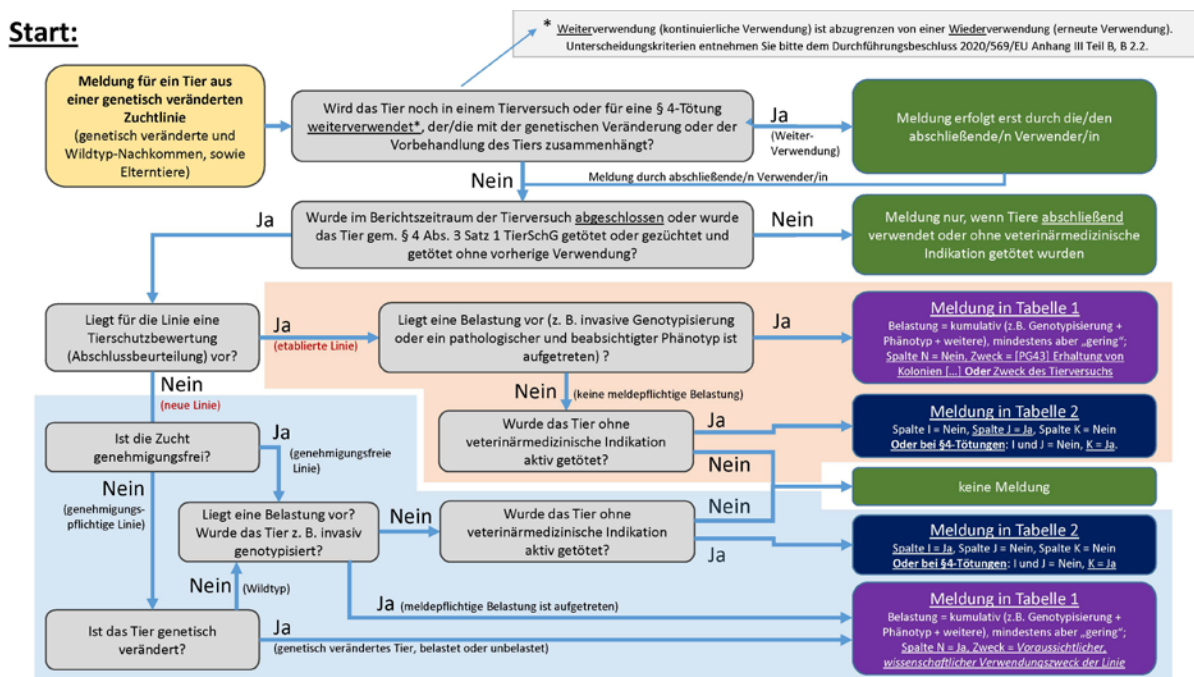 Start:
* Weiterverwendung (kontinuierliche Verwendung) ist abzugrenzen von einer Wiederverwendung (erneute Verwendung).
Unterscheidungskriterien entnehmen Sie bitte dem Durchführungsbeschluss 2020/569/EU Anhang III Teil B, B 2.2.
Meldung für ein Tier aus
einer genetisch veränderten
Zuchtlinie
(genetisch veränderte und
Wildtyp-Nachkommen, sowie
Elterntiere)
Wird das Tier noch in einem Tierversuch oder für eine § 4-Tötung
weiterverwendet*, der/die mit der genetischen Veränderung oder der
Vorbehandlung des Tiers zusammenhängt?
Ja
(Weiter-
Verwendung)
Meldung erfolgt erst durch die/den
abschließende/n Verwender/in
Nein
Meldung durch abschließende/n Verwender/in
Ja
Wurde im Berichtszeitraum der Tierversuch abgeschlossen oder wurde
das Tier gem. § 4 Abs. 3 Satz 1 TierSchG getötet oder gezüchtet und
getötet ohne vorherige Verwendung?
Nein
Meldung nur, wenn Tiere abschließend
verwendet oder ohne veterinärmedizinische
Indikation getötet wurden
Liegt für die Linie eine
Tierschutzbewertung
(Abschlussbeurteilung) vor?
Ja
(etablierte Linie)
Liegt eine Belastung vor (z. B. invasive Genotypisierung
oder ein pathologischer und beabsichtigter Phänotyp ist
aufgetreten) ?
Ja
Meldung in Tabelle 1
Belastung = kumulativ (z.B. Genotypisierung +
Phänotyp + weitere), mindestens aber „gering“;
Spalte N = Nein, Zweck = [PG43] Erhaltung von
Kolonien [...] Oder Zweck des Tierversuchs
Nein
(neue Linie)
Nein (keine meldepflichtige Belastung)
Wurde das Tier ohne
veterinärmedizinische Indikation
aktiv getötet?
Ja
Nein
Meldung in Tabelle 2
Spalte I = Nein, Spalte J = Ja, Spalte K = Nein
Oder bei §4-Tötungen: I und J = Nein, K = Ja.
Ist die Zucht
genehmigungsfrei?
Ja
(genehmigungsfreie
Linie)
Nein
(genehmigungs-
pflichtige Linie)
keine Meldung
Liegt eine Belastung vor?
Wurde das Tier z. B. invasiv
genotypisiert?
Nein
Wurde das Tier ohne
veterinärmedizinische Indikation
aktiv getötet?
Nein
Ja
Meldung in Tabelle 2
Spalte I = Ja, Spalte J = Nein, Spalte K = Nein
Oder bei §4-Tötungen: I und J = Nein, K = Ja
Nein (Wildtyp)
Ja (meldepflichtige Belastung ist aufgetreten)
Ist das Tier genetisch
verändert?
Ja
(genetisch verändertes Tier, belastet oder unbelastet)
Meldung in Tabelle 1
Belastung = kumulativ (z.B. Genotypisierung +
Phänotyp + weitere), mindestens aber „gering“;
Spalte N = Ja, Zweck = Voraussichtlicher,
wissenschaftlicher Verwendungszweck der Linie